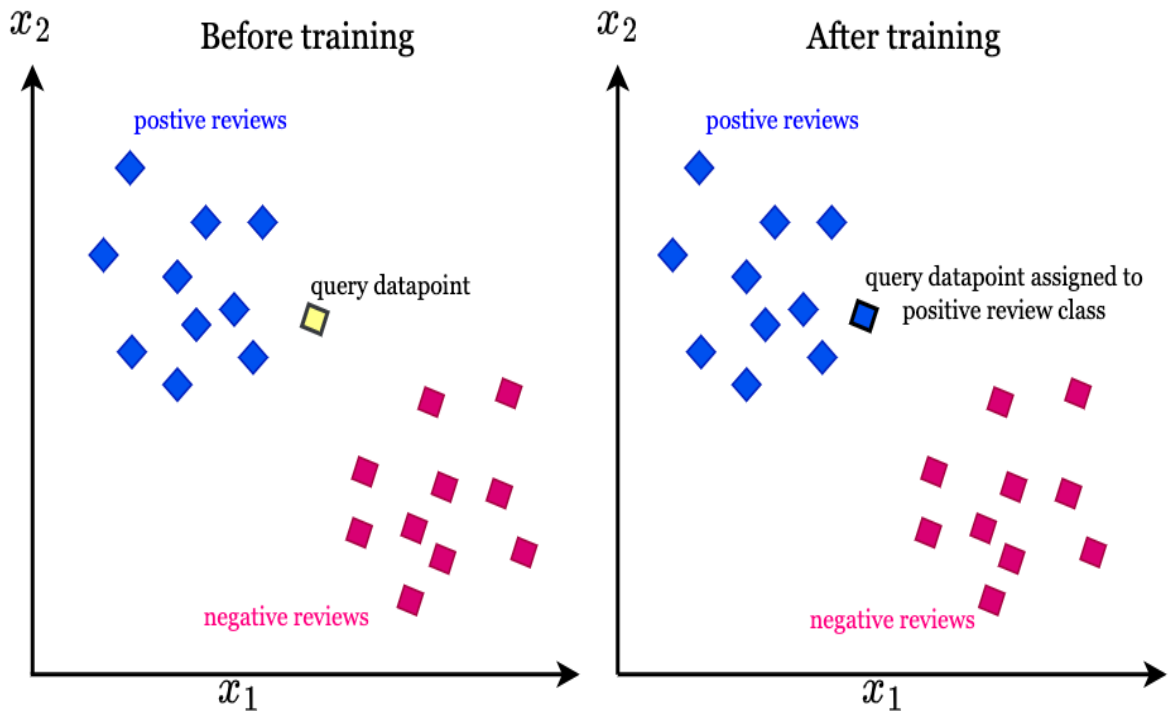 x2
Before training
postive reviews
query datapoint
negative reviews
x1
x2
After training
postive reviews
query datapoint assigned to
positive review class
negative reviews
x1